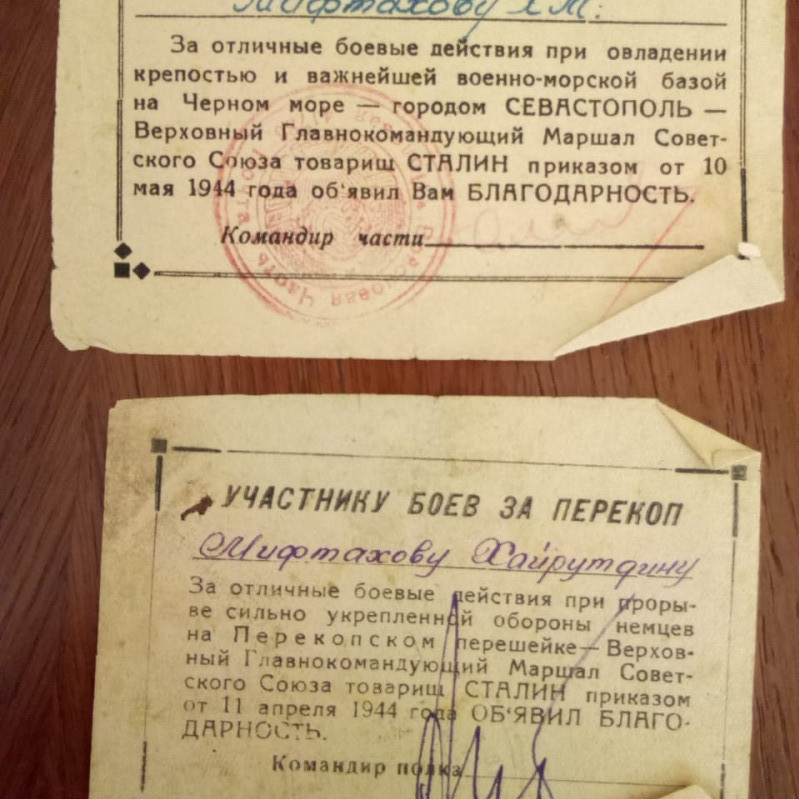 Мифтахову Х.М.
За отличные боевые действия при овладении
крепостью и важнейшей военно-морской базой
на Черном море — городом СЕВАСТОПОЛЬ —
Верховный Главнокомандующий Маршал Совет-
ского Союза товарищ СТАЛИН приказом от 10
мая 1944 года об'явил Вам БЛАГОДАРНОСТЬ.
Командир части
УЧАСТНИКУ БОЕВ ЗА ПЕРЕКОП
Мифтахову Хайрутдину
За отличные боевые действия при проры-
ве сильно укрепленной обороны немцев
на Перекопском перешейке — Верхов-
ный Главнокомандующий Маршал Совет-
ского Союза товарищ СТАЛИН приказом
от 11 апреля 1944 года ОБ'ЯВИЛ БЛАГО-
ДАРНОСТЬ.
Командир полка